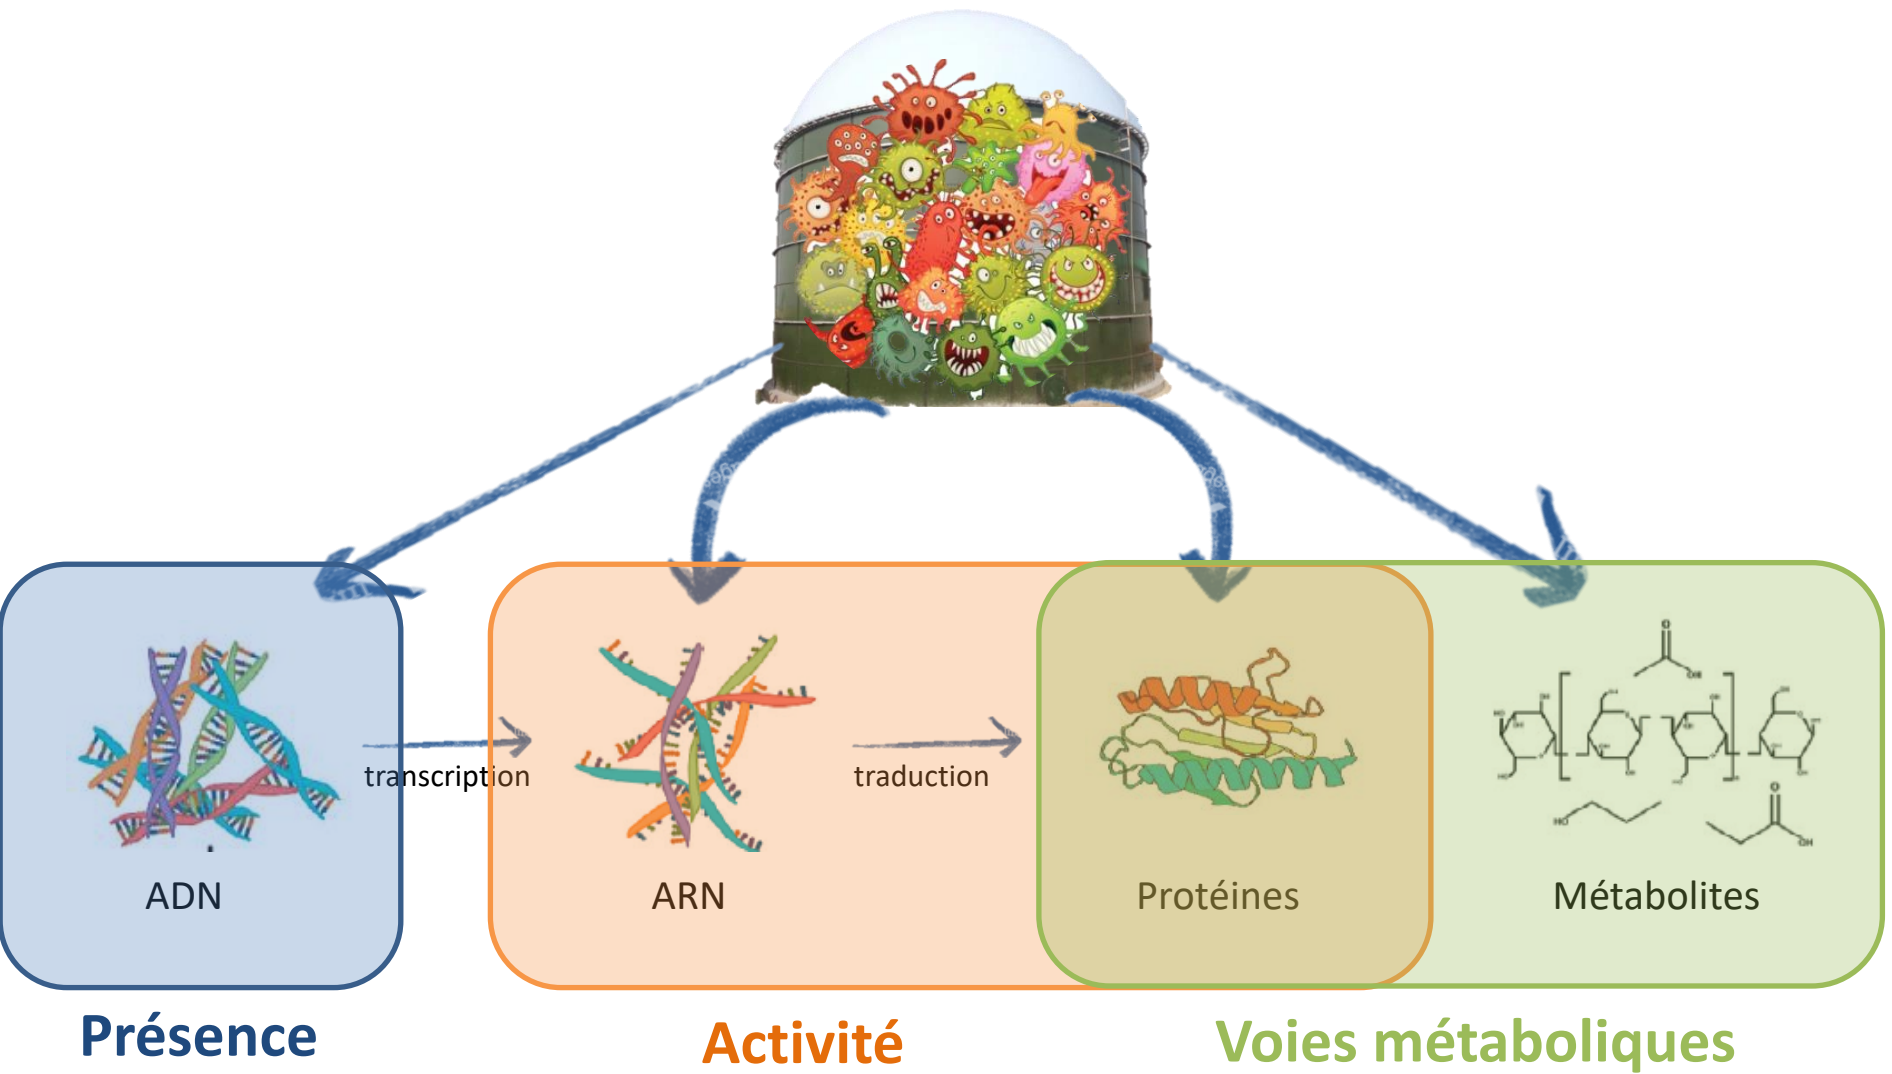 transcription
traduction
ADN
ARN
Protéines
Métabolites
Présence
Activité
Voies métaboliques